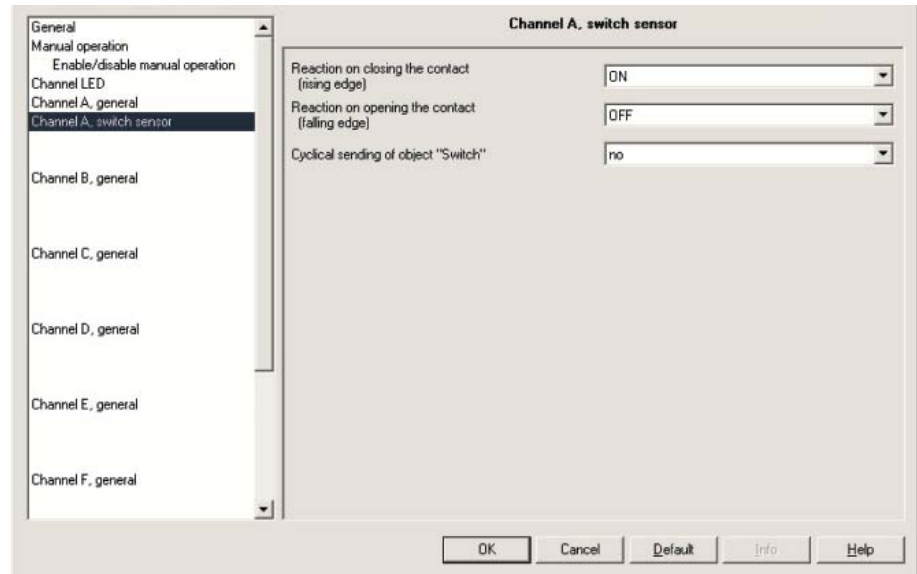 General
Manual operation
Enable/disable manual operation
Channel LED
Channel A, general
Channel A, switch sensor
Channel B, general
Channel C, general
Channel D, general
Channel E, general
Channel F, general
Channel A, switch sensor
Reaction on closing the contact
(rising edge)
ON
Reaction on opening the contact
(falling edge)
OFF
Cyclical sending of object "Switch"
no
OK
Cancel
Default
Info
Help